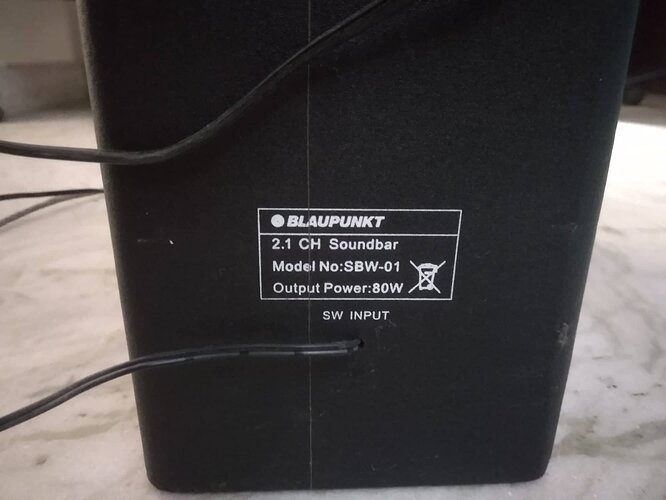 BLAUPUNKT
2.1 CH Soundbar
Model No:SBW-01
Output Power:80W
SW INPUT